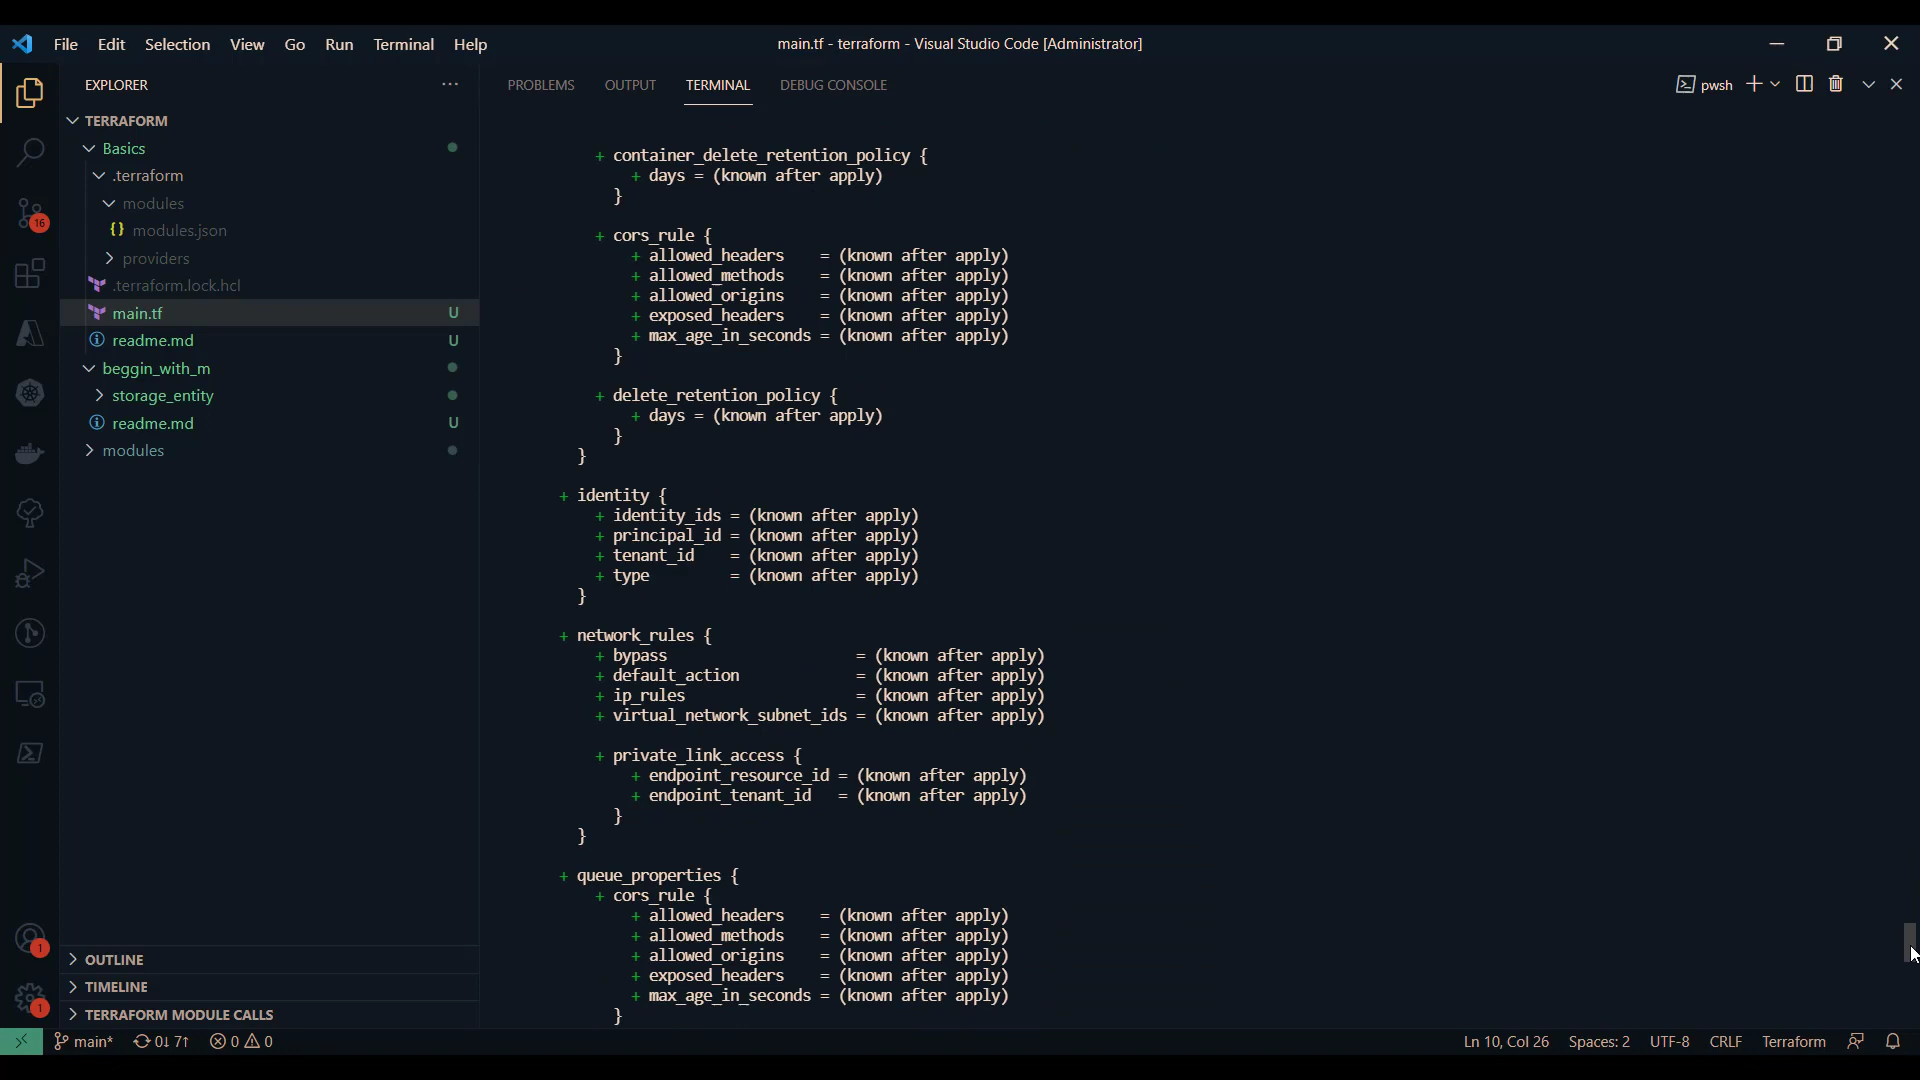 File Edit Selection View Go Run Terminal Help
main.tf - terraform - Visual Studio Code [Administrator]
EXPLORER
TERRAFORM
Basics
.terraform
modules
{} modules.json
providers
.terraform.lock.hcl
main.tf U
readme.md U
beggin_with_m
storage_entity
readme.md U
modules
OUTLINE
TIMELINE
TERRAFORM MODULE CALLS
16
1
1
PROBLEMS OUTPUT TERMINAL DEBUG CONSOLE
pwsh
+ container_delete_retention_policy {
+ days = (known after apply)
}
+ cors_rule {
+ allowed_headers = (known after apply)
+ allowed_methods = (known after apply)
+ allowed_origins = (known after apply)
+ exposed_headers = (known after apply)
+ max_age_in_seconds = (known after apply)
}
+ delete_retention_policy {
+ days = (known after apply)
}
}
+ identity {
+ identity_ids = (known after apply)
+ principal_id = (known after apply)
+ tenant_id = (known after apply)
+ type = (known after apply)
}
+ network_rules {
+ bypass = (known after apply)
+ default_action = (known after apply)
+ ip_rules = (known after apply)
+ virtual_network_subnet_ids = (known after apply)
+ private_link_access {
+ endpoint_resource_id = (known after apply)
+ endpoint_tenant_id = (known after apply)
}
}
+ queue_properties {
+ cors_rule {
+ allowed_headers = (known after apply)
+ allowed_methods = (known after apply)
+ allowed_origins = (known after apply)
+ exposed_headers = (known after apply)
+ max_age_in_seconds = (known after apply)
}
main* 0↓ 7↑ 0 0
Ln 10, Col 26 Spaces: 2 UTF-8 CRLF Terraform